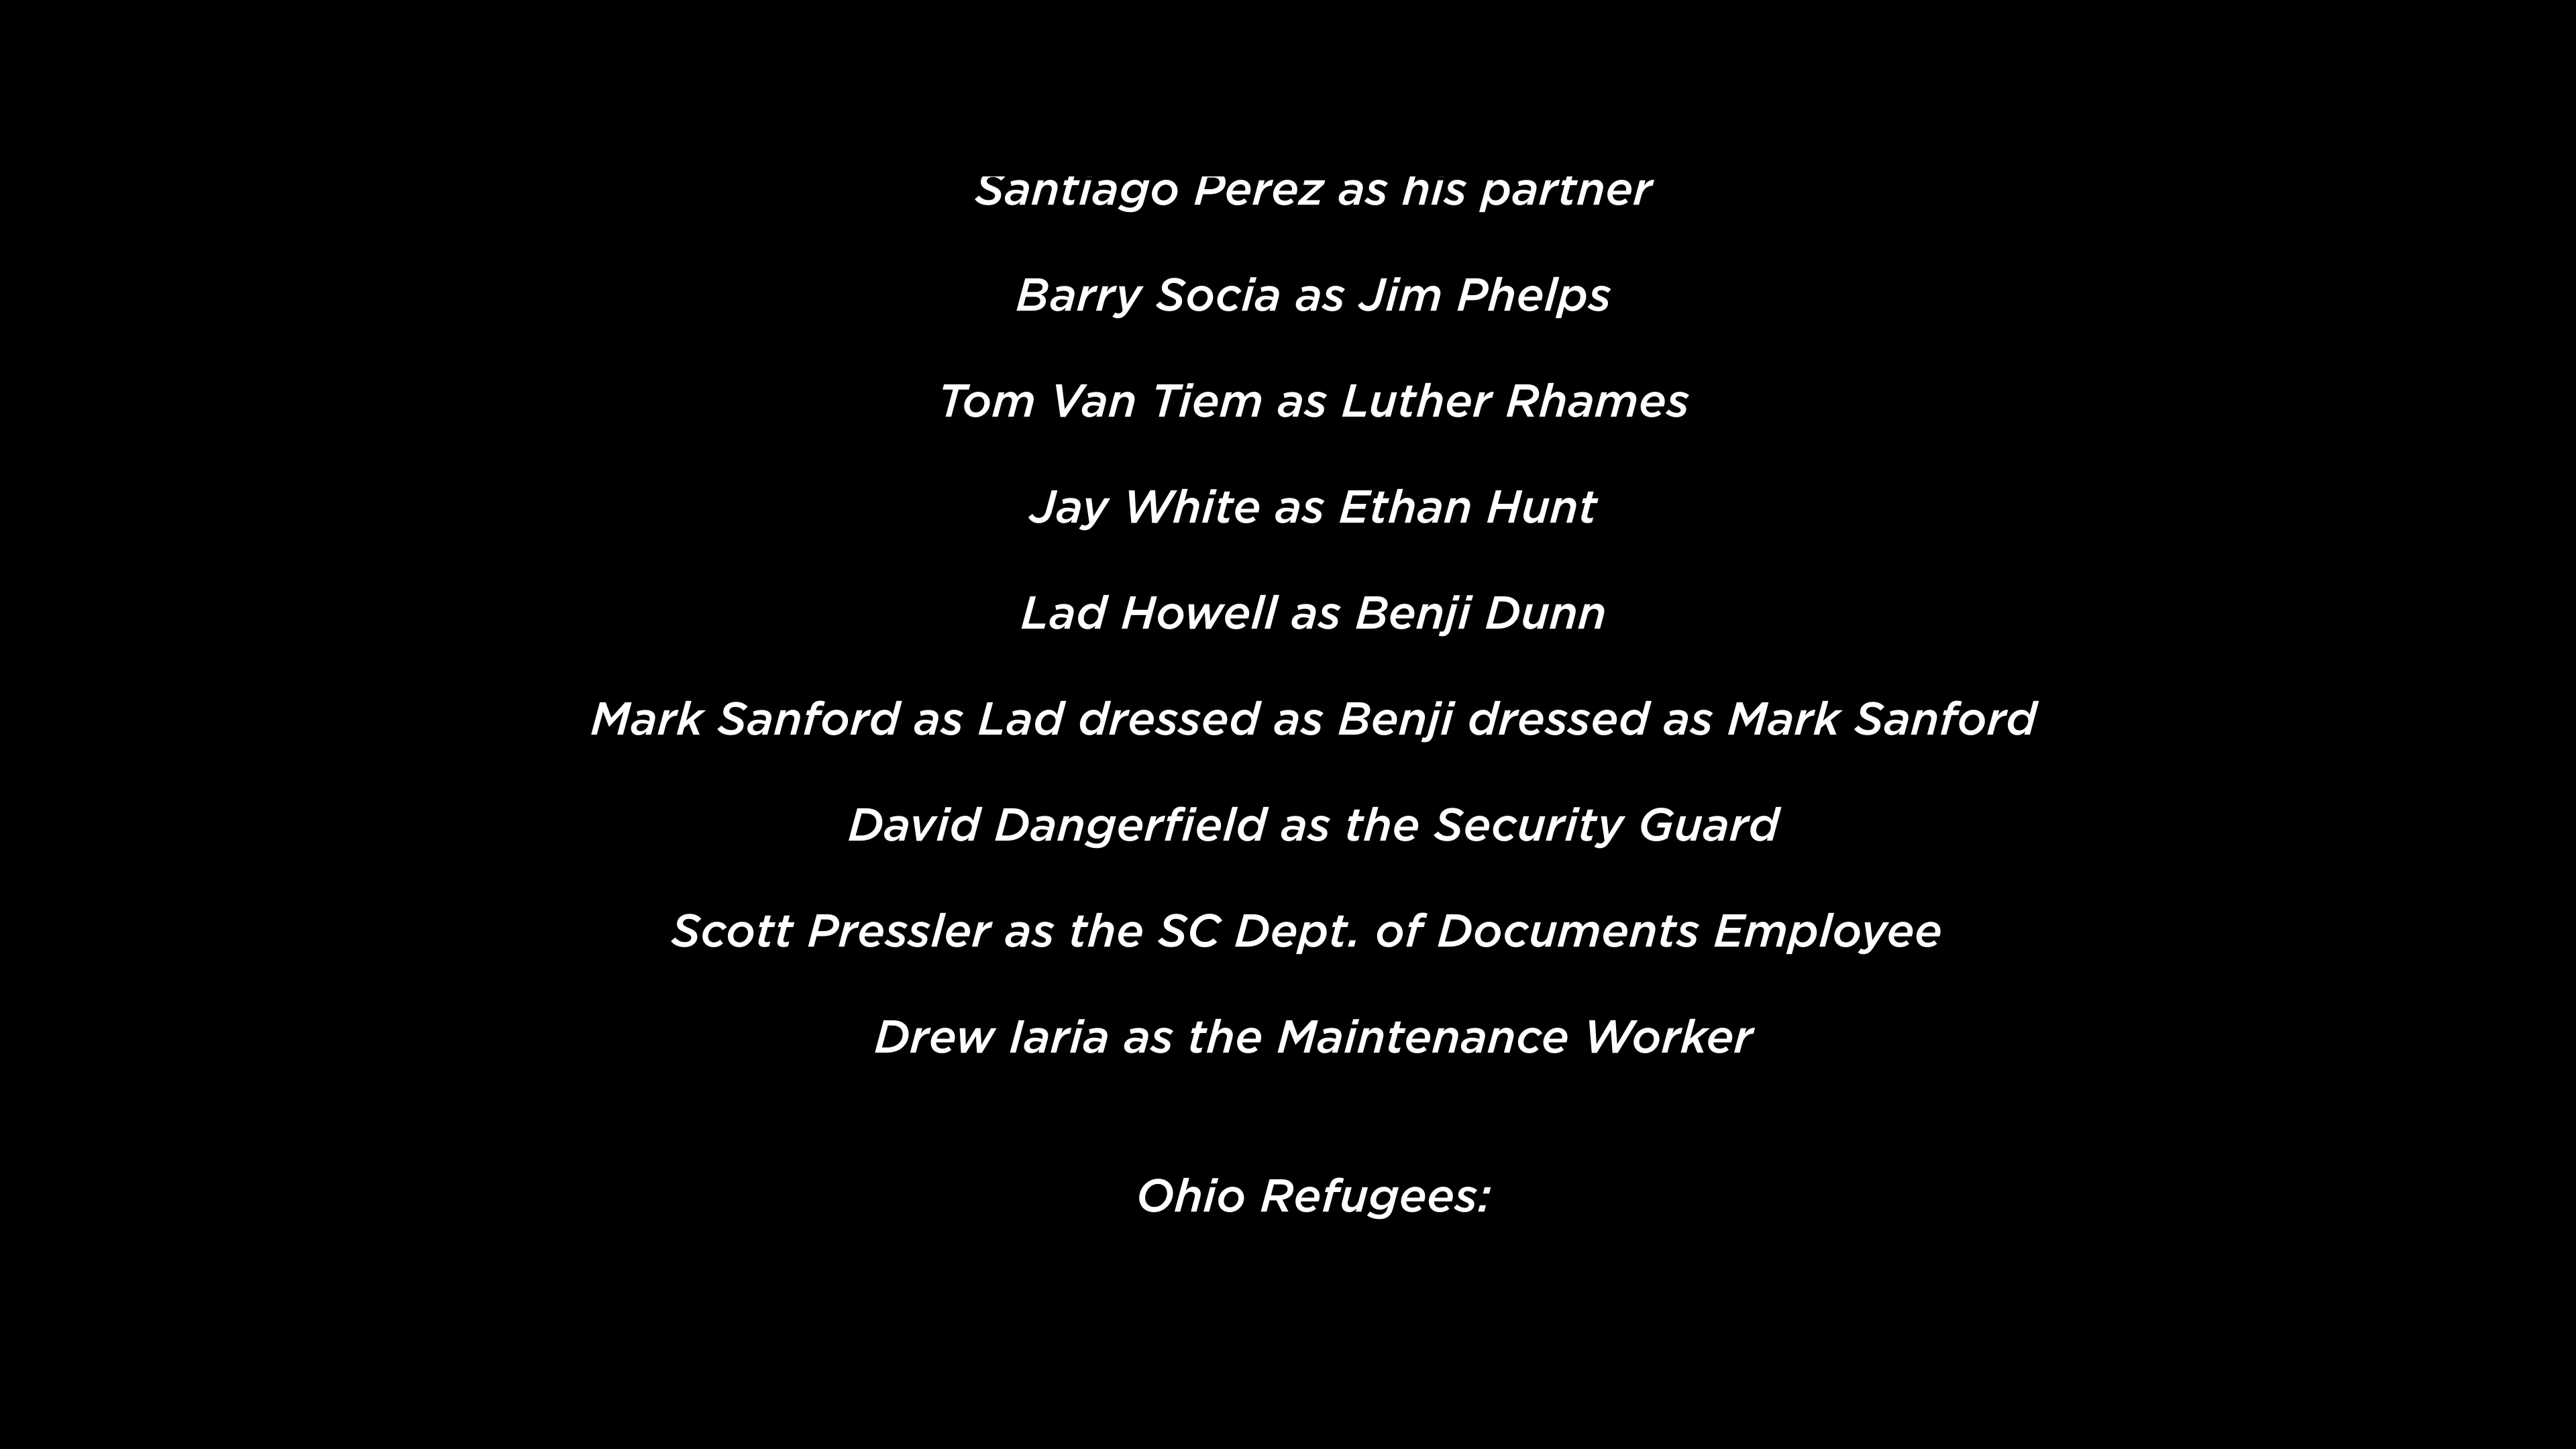 Santiago Perez as his partner
Barry Socia as Jim Phelps
Tom Van Tiem as Luther Rhames
Jay White as Ethan Hunt
Lad Howell as Benji Dunn
Mark Sanford as Lad dressed as Benji dressed as Mark Sanford
David Dangerfield as the Security Guard
Scott Pressler as the SC Dept. of Documents Employee
Drew Iaria as the Maintenance Worker
Ohio Refugees: